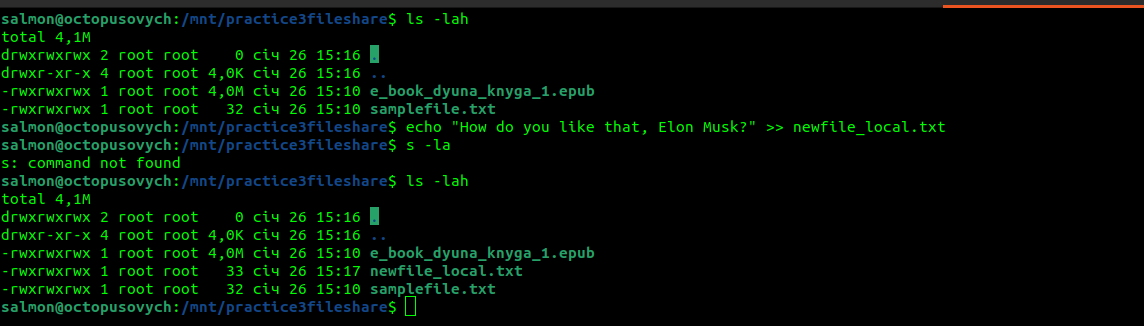 salmon@octopusovych:/mnt/practice3fileshare$ ls -lah
total 4,1M
drwxrwxrwx 2 root root    0 січ 26 15:16 .
drwxr-xr-x 4 root root 4,0K січ 26 15:16 ..
-rwxrwxrwx 1 root root 4,0M січ 26 15:10 e_book_dyuna_knyga_1.epub
-rwxrwxrwx 1 root root   32 січ 26 15:10 samplefile.txt
salmon@octopusovych:/mnt/practice3fileshare$ echo "How do you like that, Elon Musk?" >> newfile_local.txt
salmon@octopusovych:/mnt/practice3fileshare$ s -la
s: command not found
salmon@octopusovych:/mnt/practice3fileshare$ ls -lah
total 4,1M
drwxrwxrwx 2 root root    0 січ 26 15:16 .
drwxr-xr-x 4 root root 4,0K січ 26 15:16 ..
-rwxrwxrwx 1 root root 4,0M січ 26 15:10 e_book_dyuna_knyga_1.epub
-rwxrwxrwx 1 root root   33 січ 26 15:17 newfile_local.txt
-rwxrwxrwx 1 root root   32 січ 26 15:10 samplefile.txt
salmon@octopusovych:/mnt/practice3fileshare$